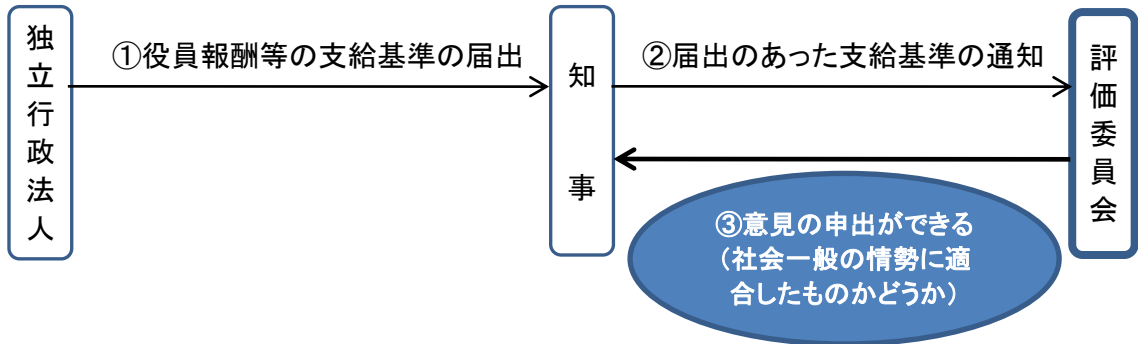 独立行政法人
①役員報酬等の支給基準の届出
知事
②届出のあった支給基準の通知
評価委員会
③意見の申出ができる
（社会一般の情勢に適
合したものかどうか）